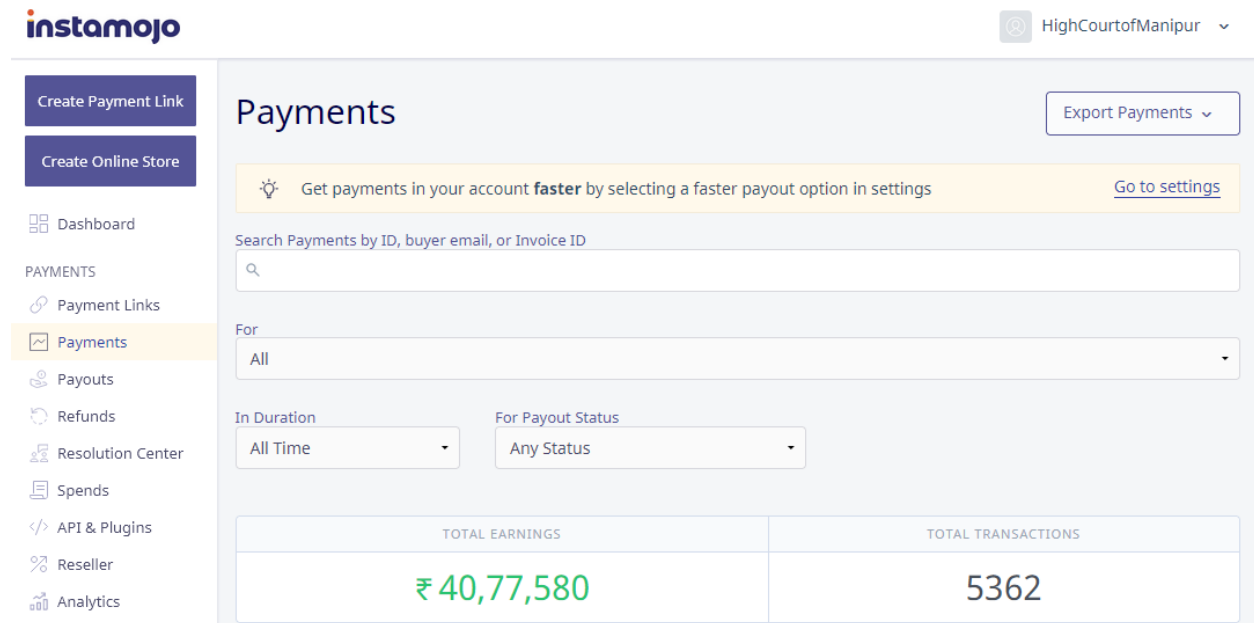 instamojo
HighCourtofManipur
Create Payment Link
Create Online Store
Dashboard
PAYMENTS
Payment Links
Payments
Payouts
Refunds
Resolution Center
Spends
API & Plugins
Reseller
Analytics
Payments
Export Payments
Get payments in your account faster by selecting a faster payout option in settings
Go to settings
Search Payments by ID, buyer email, or Invoice ID
For
All
In Duration
For Payout Status
All Time
Any Status
TOTAL EARNINGS
TOTAL TRANSACTIONS
₹ 40,77,580
5362